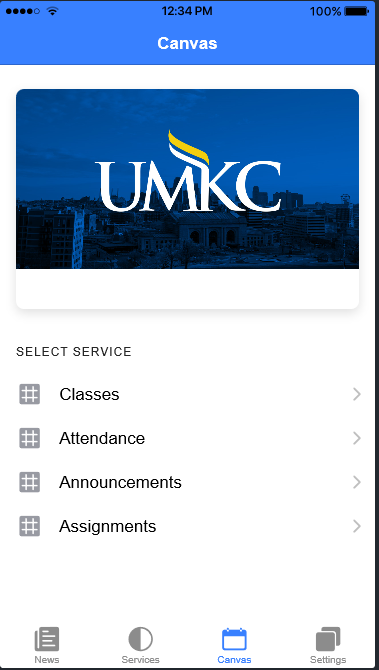 12:34 PM
100%
Canvas
UMKC
SELECT SERVICE
Classes
Attendance
Announcements
Assignments
News
Services
Canvas
Settings